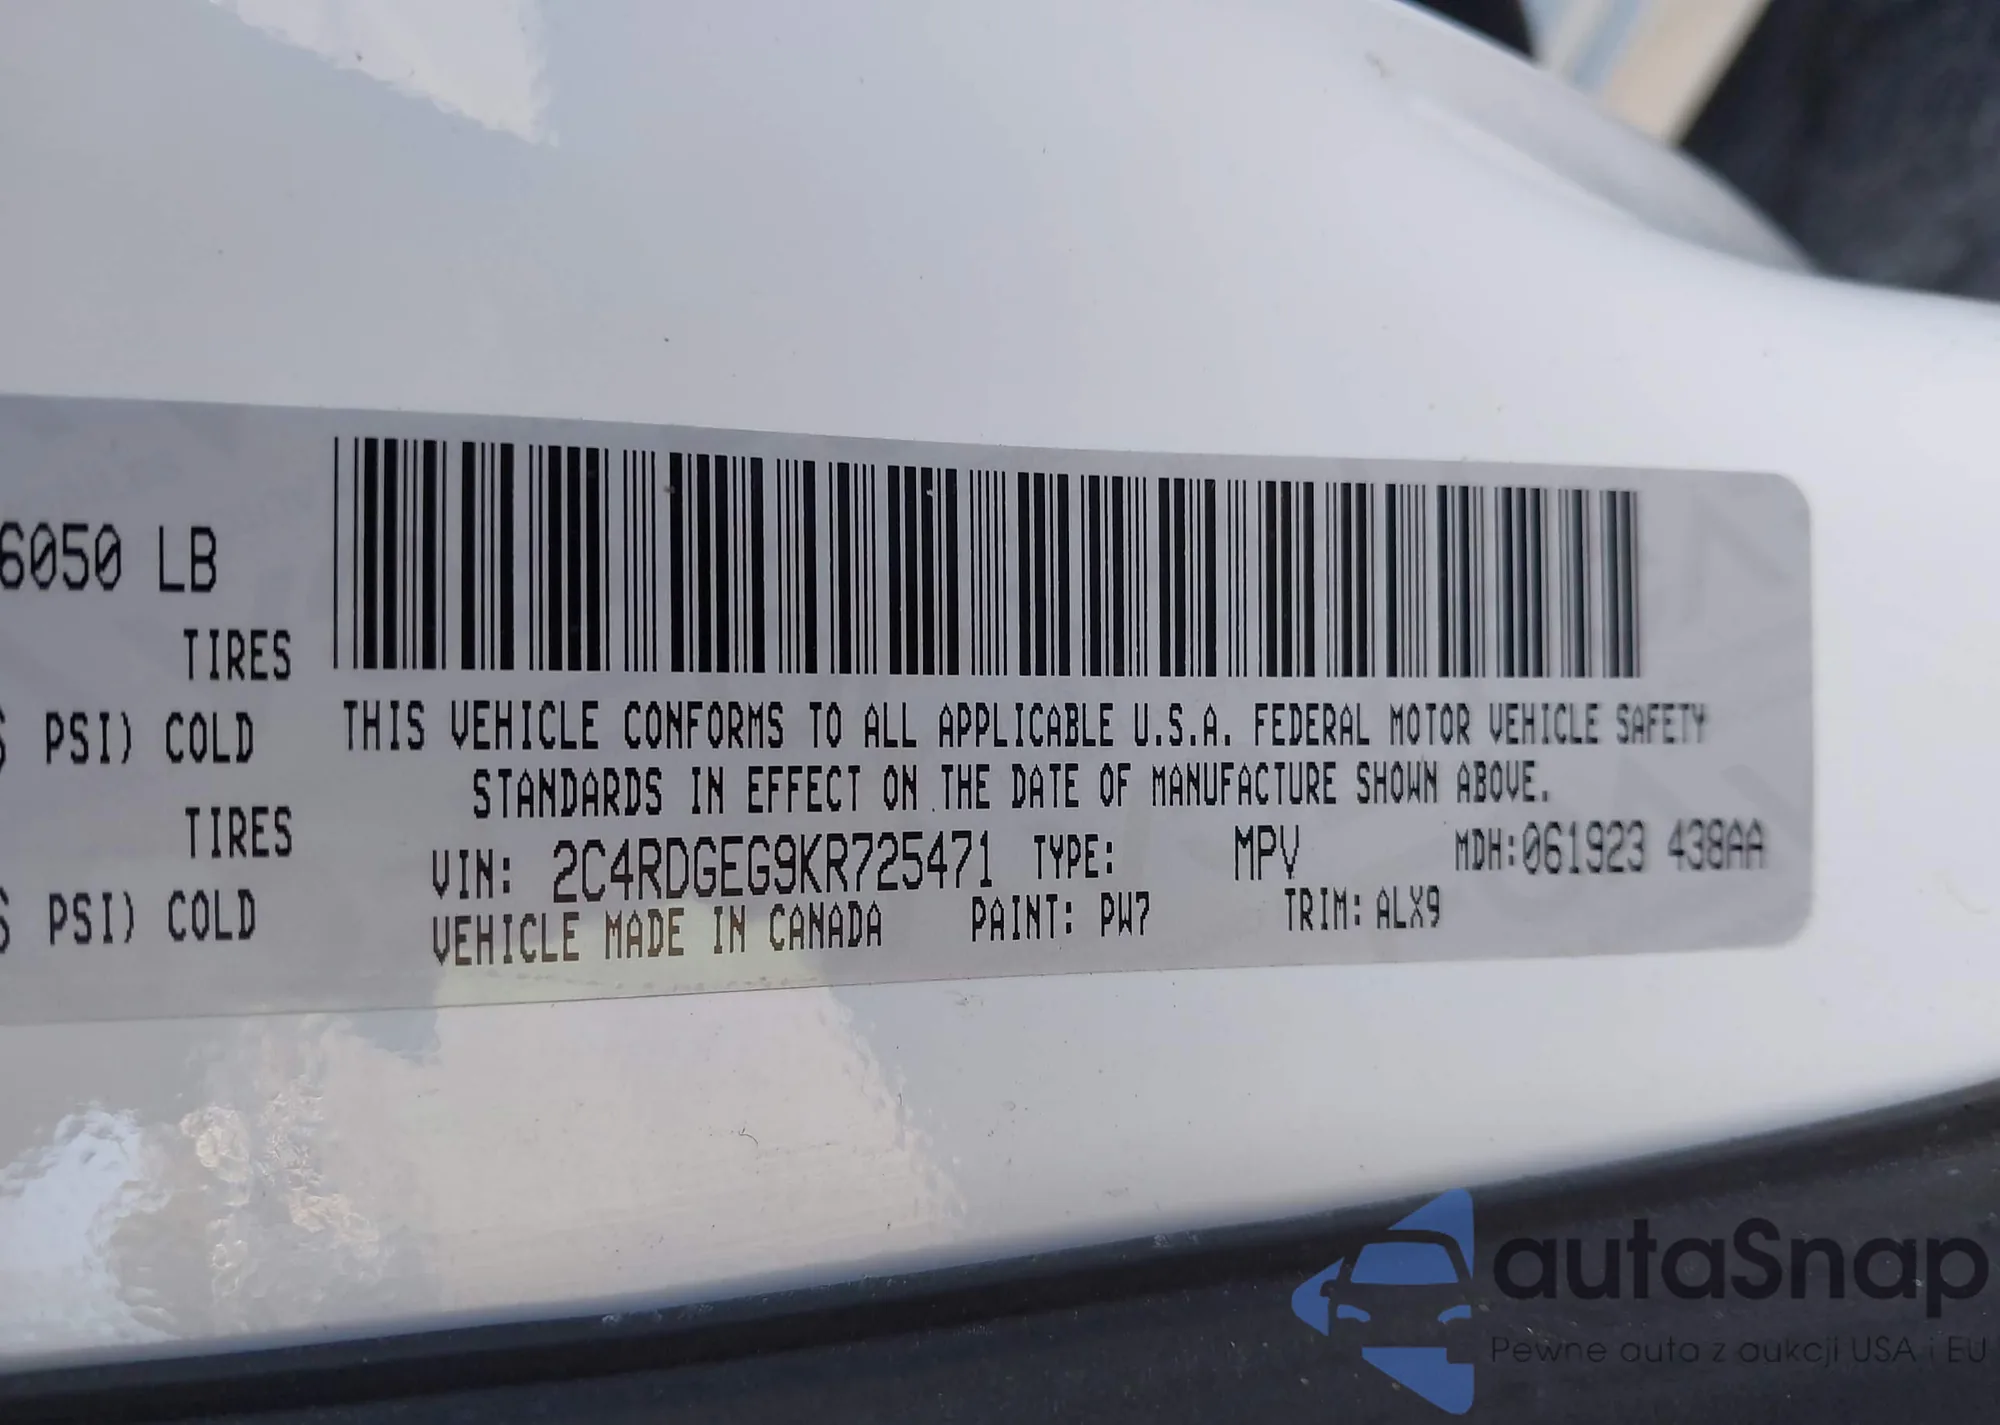 6050 LB
TIRES
PSI) COLD
TIRES
PSI) COLD
THIS VEHICLE CONFORMS TO ALL APPLICABLE U.S.A. FEDERAL MOTOR VEHICLE SAFETY
STANDARDS IN EFFECT ON THE DATE OF MANUFACTURE SHOWN ABOVE.
VIN: 2C4RDGEG9KR725471 TYPE: MPV MDH:061923 438AA
VEHICLE MADE IN CANADA PAINT: PW7 TRIM: ALX9
autoSnap
Pewne auto z aukcji USA i EU